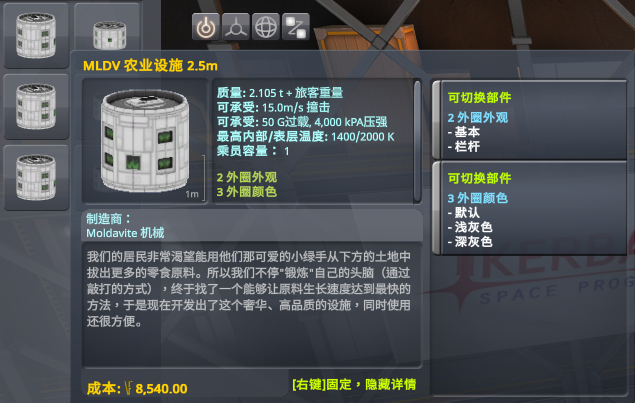 MLDV 农业设施 2.5m
质量: 2.105 t + 旅客重量
可承受: 15.0m/s 撞击
可承受: 50 G过载, 4,000 kPA压强
最高内部/表层温度: 1400/2000 K
乘员容量： 1
2 外圈外观
3 外圈颜色
1m
制造商：
Moldavite 机械
我们的居民非常渴望能用他们那可爱的小绿手从下方的土地中
拔出更多的零食原料。所以我们不停"锻炼"自己的头脑（通过
敲打的方式），终于找了一个能够让原料生长速度达到最快的
方法，于是现在开发出了这个奢华、高品质的设施，同时使用
还很方便。
成本: 8,540.00
[右键]固定，隐藏详情
可切换部件
2 外圈外观
- 基本
- 栏杆
可切换部件
3 外圈颜色
- 默认
- 浅灰色
- 深灰色
KERBA
SPACE PROG